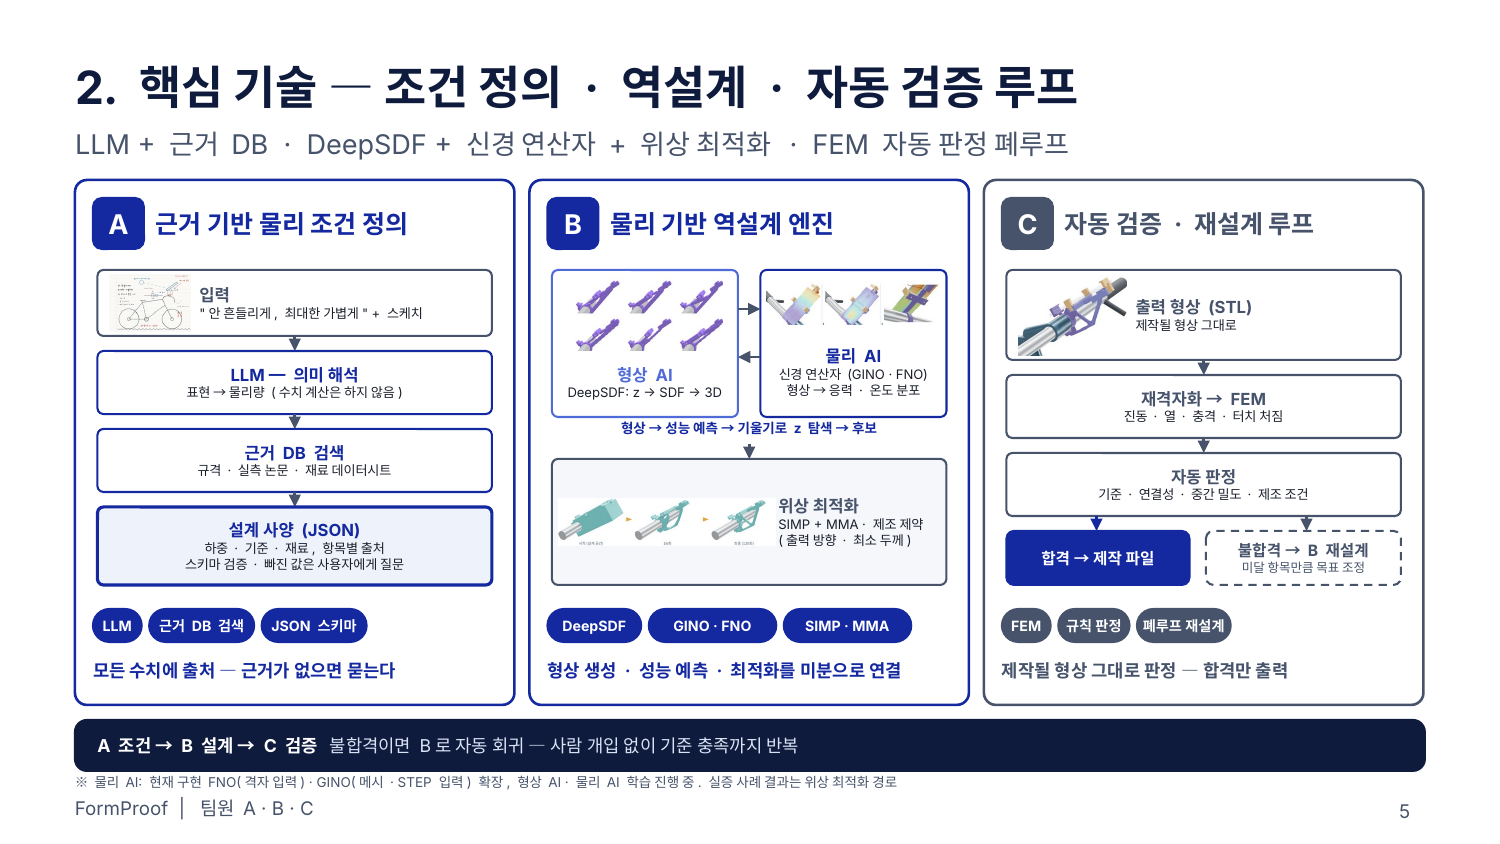 2. 핵심 기술 — 조건 정의 · 역설계 · 자동 검증 루프
LLM + 근거 DB · DeepSDF + 신경 연산자 + 위상 최적화 · FEM 자동 판정 폐루프
A 근거 기반 물리 조건 정의
입력
" 안 흔들리게 , 최대한 가볍게 " + 스케치
LLM — 의미 해석
표현 → 물리량 ( 수치 계산은 하지 않음 )
근거 DB 검색
규격 · 실측 논문 · 재료 데이터시트
설계 사양 (JSON)
하중 · 기준 · 재료 , 항목별 출처
스키마 검증 · 빠진 값은 사용자에게 질문
LLM 근거 DB 검색 JSON 스키마
모든 수치에 출처 — 근거가 없으면 묻는다
B 물리 기반 역설계 엔진
형상 AI
DeepSDF: z → SDF → 3D
물리 AI
신경 연산자 (GINO · FNO)
형상 → 응력 · 온도 분포
형상 → 성능 예측 → 기울기로 z 탐색 → 후보
위상 최적화
SIMP + MMA · 제조 제약
( 출력 방향 · 최소 두께 )
DeepSDF GINO · FNO SIMP · MMA
형상 생성 · 성능 예측 · 최적화를 미분으로 연결
C 자동 검증 · 재설계 루프
출력 형상 (STL)
제작될 형상 그대로
재격자화 → FEM
진동 · 열 · 충격 · 터치 처짐
자동 판정
기준 · 연결성 · 중간 밀도 · 제조 조건
합격 → 제작 파일
불합격 → B 재설계
미달 항목만큼 목표 조정
FEM 규칙 판정 폐루프 재설계
제작될 형상 그대로 판정 — 합격만 출력
A 조건 → B 설계 → C 검증 불합격이면 B 로 자동 회귀 — 사람 개입 없이 기준 충족까지 반복
※ 물리 AI: 현재 구현 FNO( 격자 입력 ) · GINO( 메시 · STEP 입력 ) 확장 , 형상 AI · 물리 AI 학습 진행 중 . 실증 사례 결과는 위상 최적화 경로
FormProof | 팀원 A · B · C
5